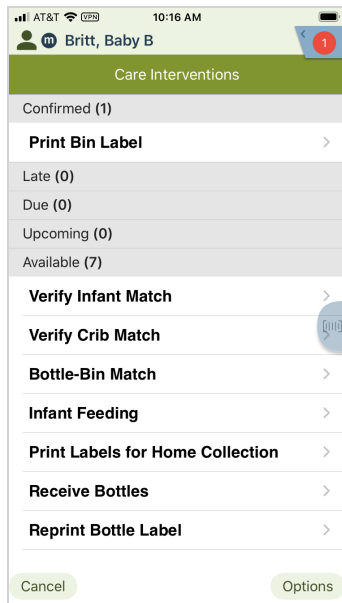 AT&T VPN 10:16 AM
m Britt, Baby B
1
Care Interventions
Confirmed (1)
Print Bin Label
Late (0)
Due (0)
Upcoming (0)
Available (7)
Verify Infant Match
Verify Crib Match
Bottle-Bin Match
Infant Feeding
Print Labels for Home Collection
Receive Bottles
Reprint Bottle Label
Cancel Options